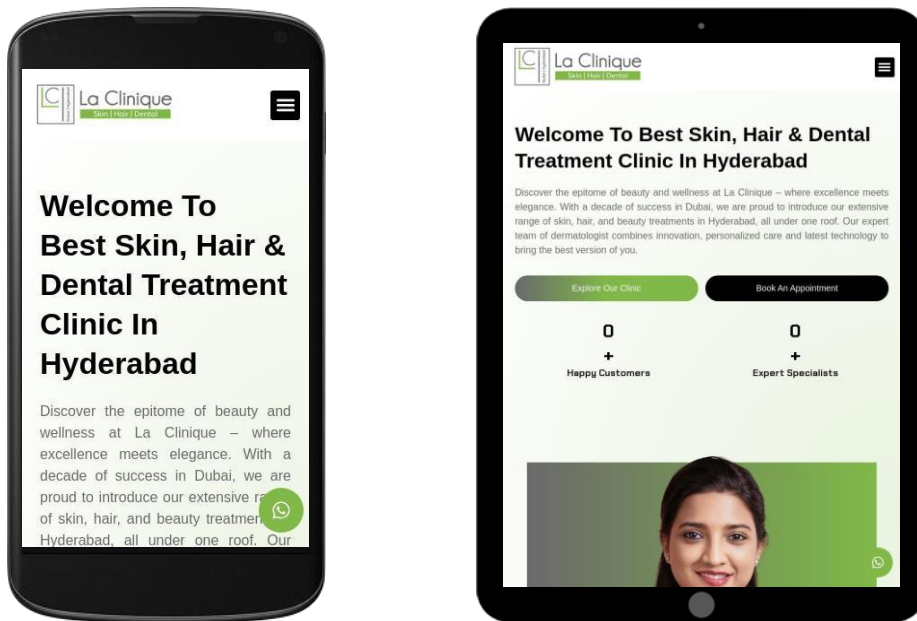 LC
La Clinique
Skin | Hair | Dental
Welcome To
Best Skin, Hair &
Dental Treatment
Clinic In
Hyderabad
Discover the epitome of beauty and
wellness at La Clinique – where
excellence meets elegance. With a
decade of success in Dubai, we are
proud to introduce our extensive
of skin, hair, and beauty
Hyderabad, all under one roof. Our
LC
La Clinique
Skin | Hair | Dental
Welcome To Best Skin, Hair & Dental
Treatment Clinic In Hyderabad
Discover the epitome of beauty and wellness at La Clinique – where excellence meets
elegance. With a decade of success in Dubai, we are proud to introduce our extensive
range of skin, hair, and beauty treatments in Hyderabad, all under one roof. Our expert
team of dermatologist combines innovation, personalized care and latest technology to
bring the best version of you.
Explore Our Clinic
Book An Appointment
0
+
Happy Customers
0
+
Expert Specialists